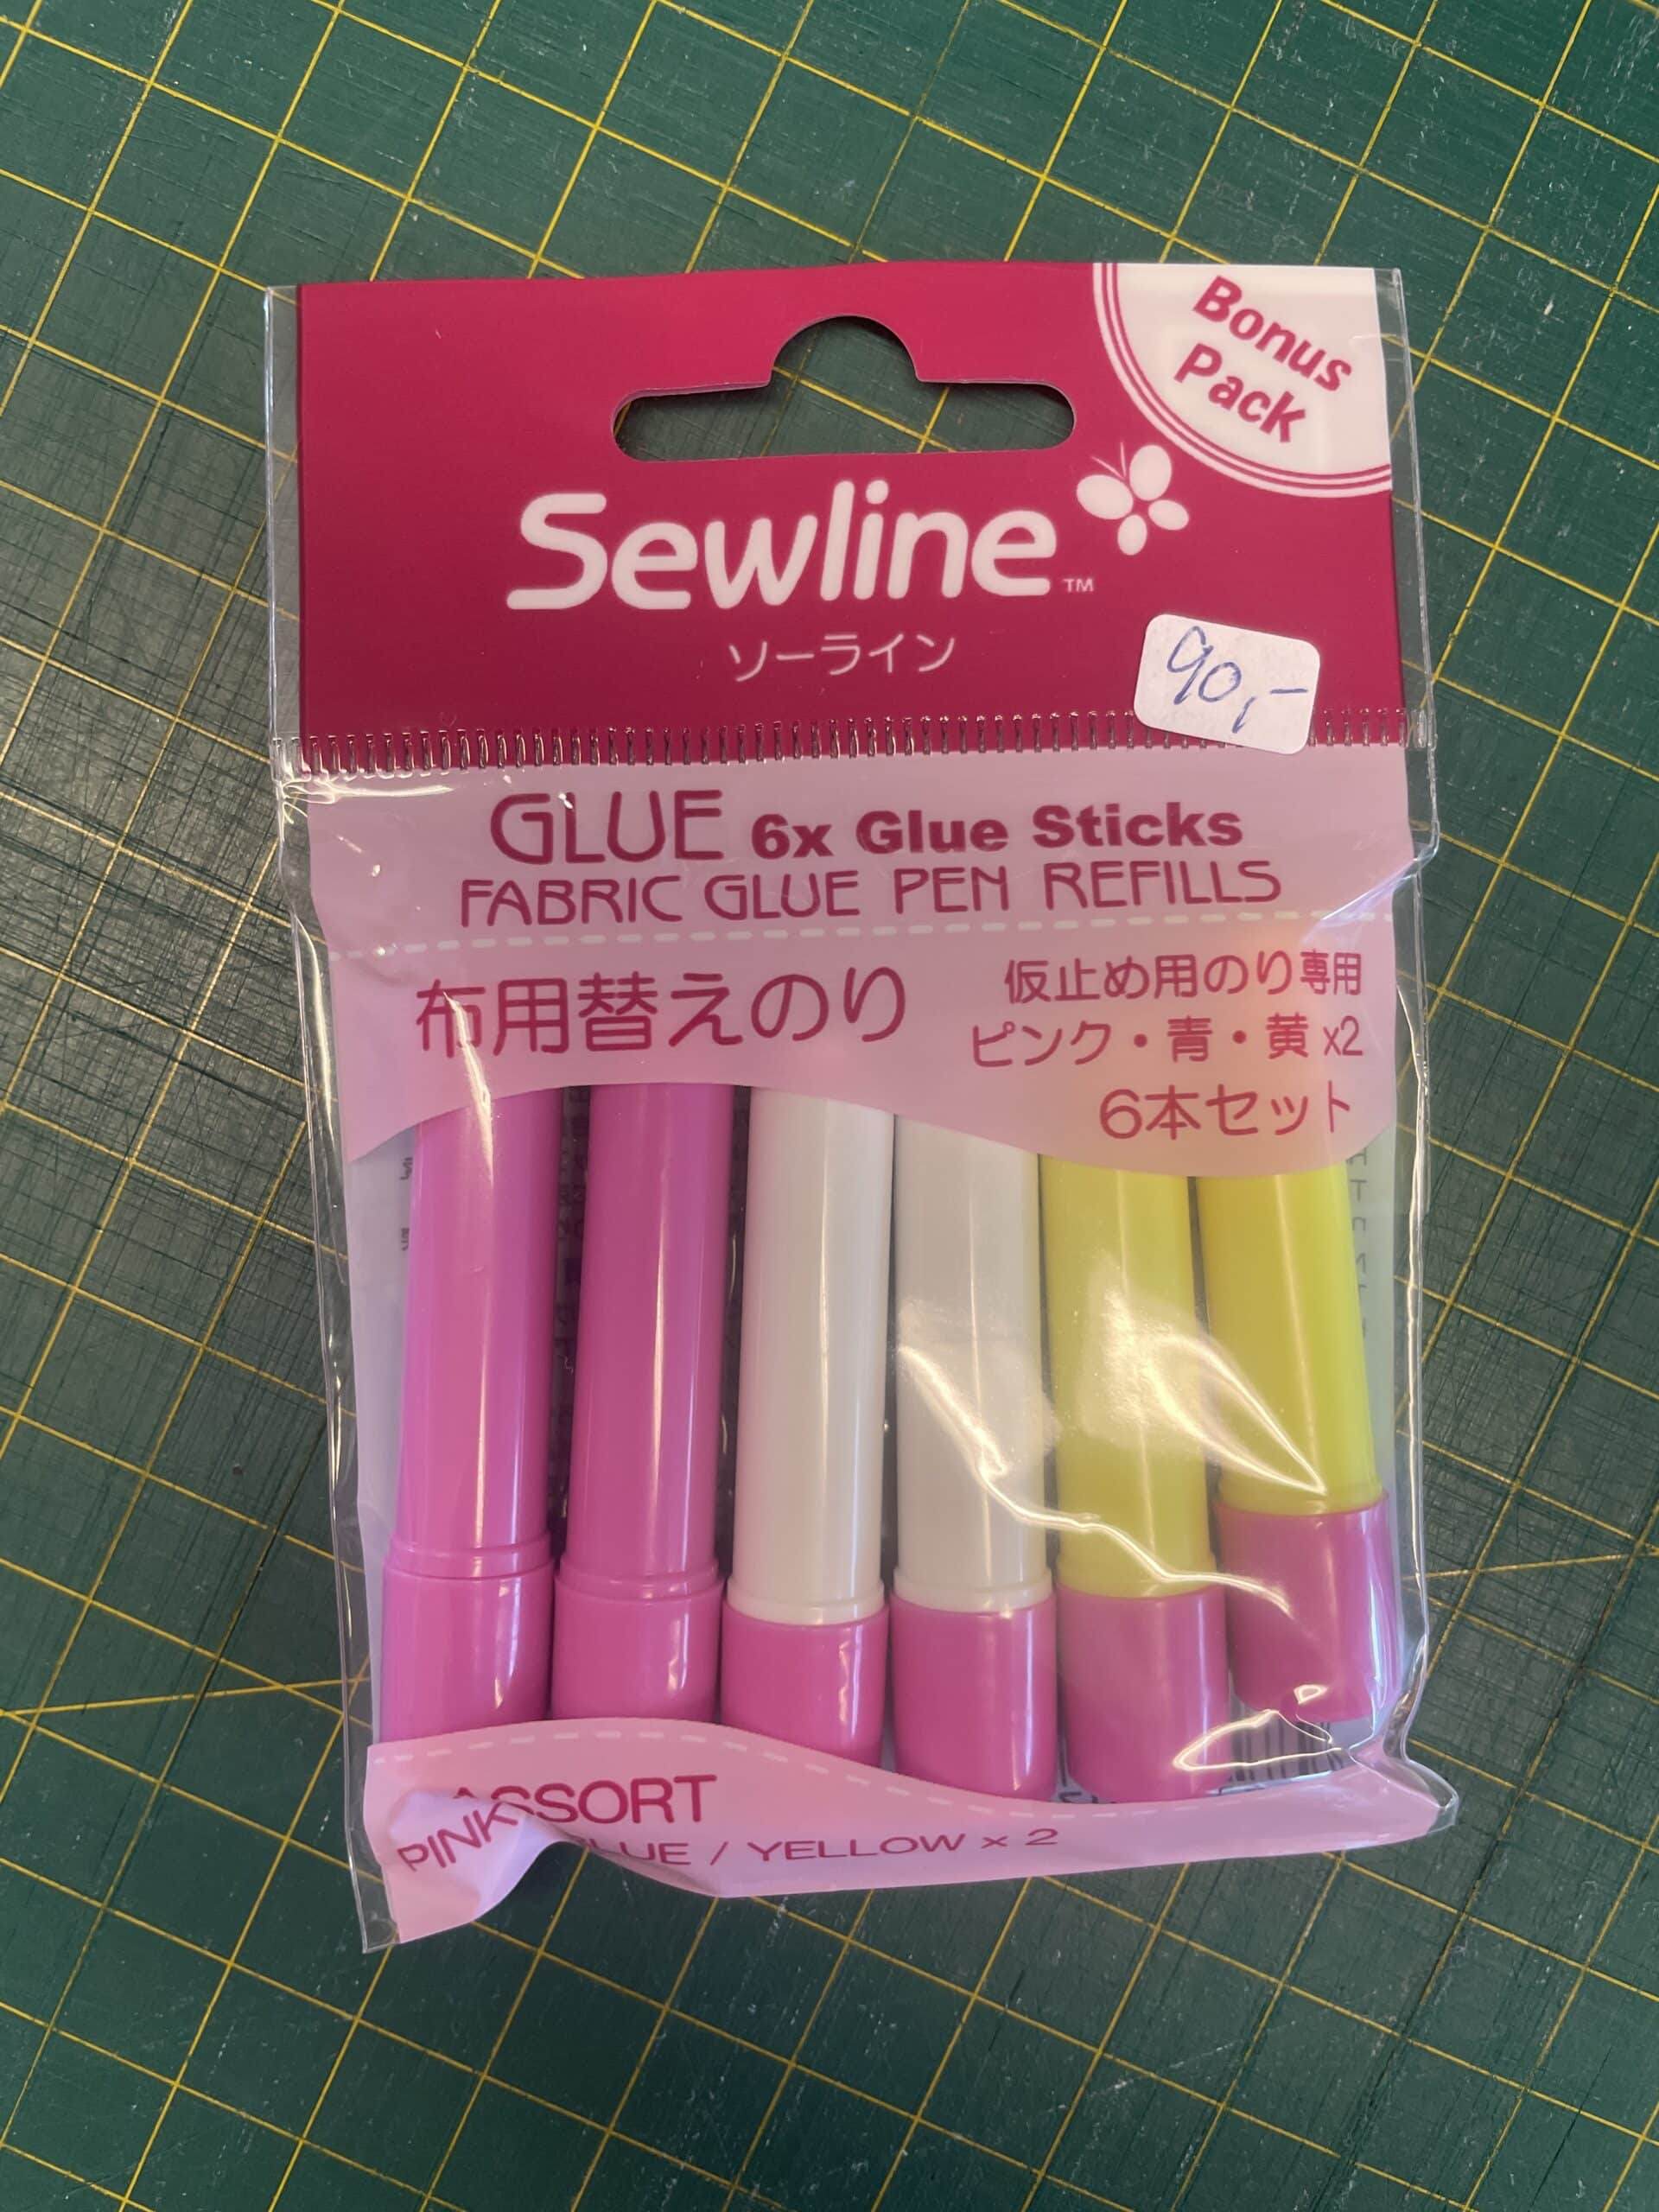 Bonus
Pack
Sewline™
ソーライン
90,-
GLUE 6x Glue Sticks
FABRIC GLUE PEN REFILLS
布用替えのり
仮止め用のり専用
ピンク・青・黄 x2
6本セット
ASSORT
PINK / YELLOW x 2